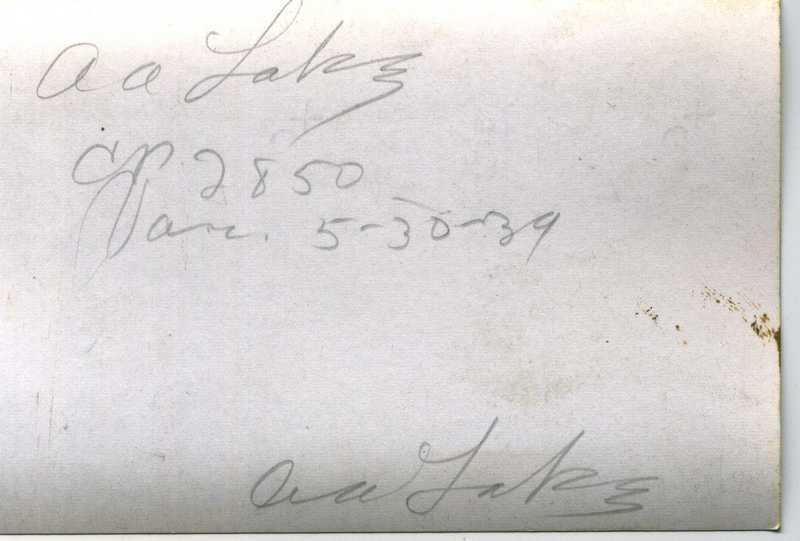 a a Lake
CP. 2850
Van. 5-30-39
a a Lake